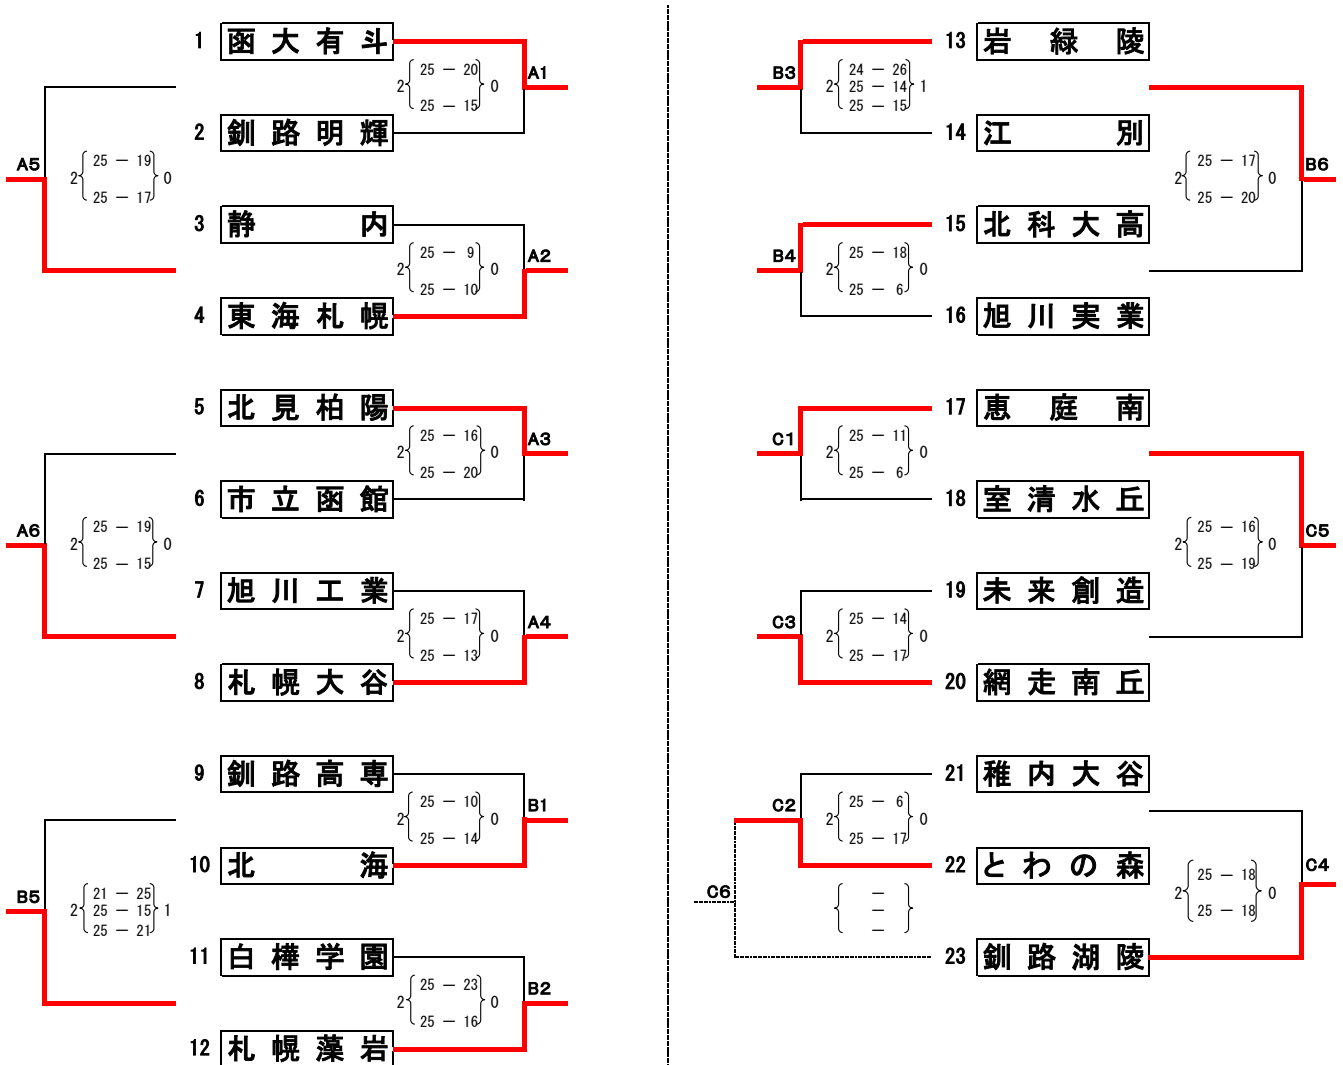 1 函大有斗
2 釧路明輝
3 静内
4 東海札幌
5 北見柏陽
6 市立函館
7 旭川工業
8 札幌大谷
9 釧路高専
10 北海
11 白樺学園
12 札幌藻岩
A5
2 25 － 19 0
25 － 17
A6
2 25 － 19 0
25 － 15
B5
21 － 25
2 25 － 15 1
25 － 21
A1
2 25 － 20 0
25 － 15
A2
2 25 － 9 0
25 － 10
A3
2 25 － 16 0
25 － 20
A4
2 25 － 17 0
25 － 13
B1
2 25 － 10 0
25 － 14
B2
2 25 － 23 0
25 － 16
13 岩緑陵
14 江別
15 北科大高
16 旭川実業
17 恵庭南
18 室清水丘
19 未来創造
20 網走南丘
21 稚内大谷
22 とわの森
23 釧路湖陵
B3
24 － 26
2 25 － 14 1
25 － 15
B4
2 25 － 18 0
25 － 6
C1
2 25 － 11 0
25 － 6
C3
2 25 － 14 0
25 － 17
C2
2 25 － 6 0
25 － 17
C6
－
－
－
B6
2 25 － 17 0
25 － 20
C5
2 25 － 16 0
25 － 19
C4
2 25 － 18 0
25 － 18